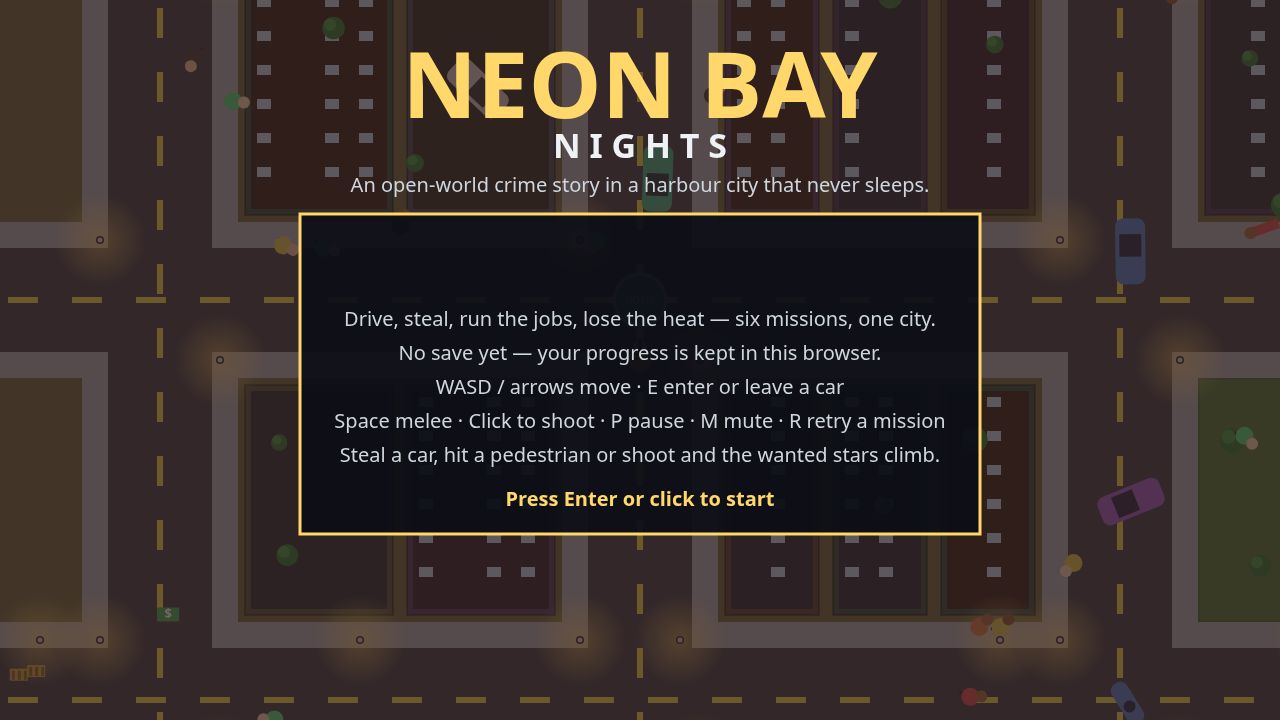 NEON BAY
NIGHTS
An open-world crime story in a harbour city that never sleeps.
Drive, steal, run the jobs, lose the heat — six missions, one city.
No save yet — your progress is kept in this browser.
WASD / arrows move · E enter or leave a car
Space melee · Click to shoot · P pause · M mute · R retry a mission
Steal a car, hit a pedestrian or shoot and the wanted stars climb.
Press Enter or click to start
$